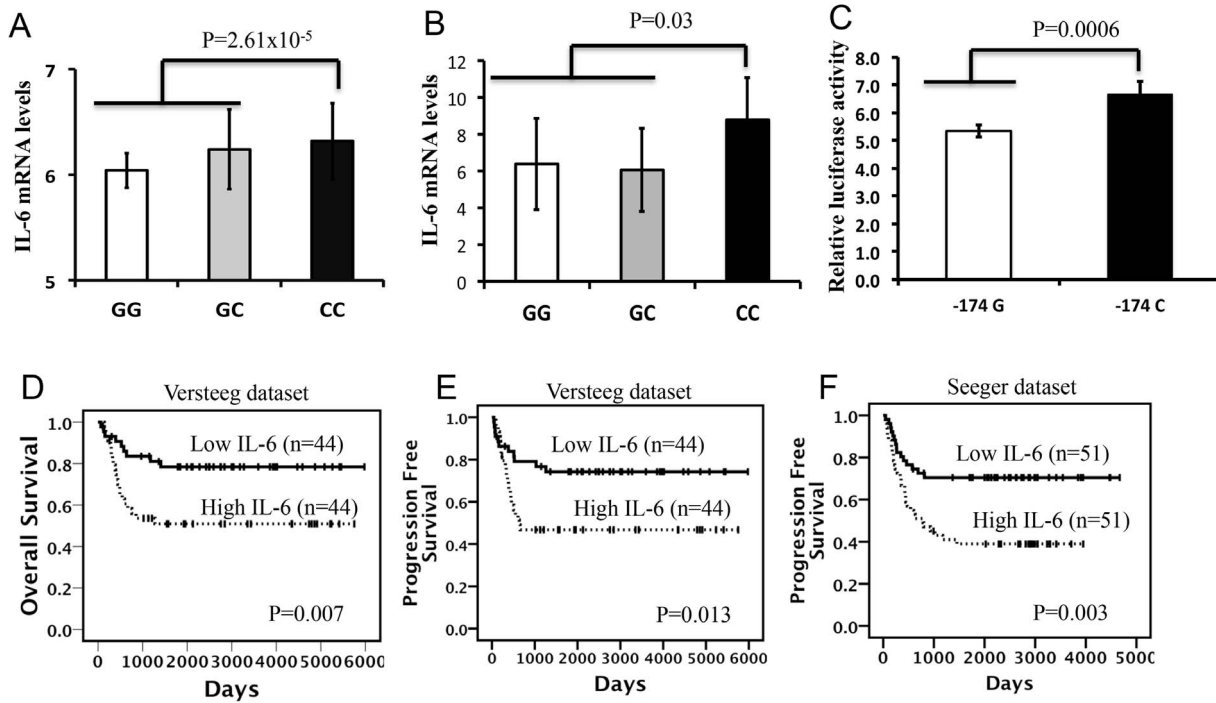 A
P=2.61x10-5
IL-6 mRNA levels
7
6
5
GG GC CC
B
P=0.03
IL-6 mRNA levels
12
10
8
6
4
2
0
GG GC CC
C
P=0.0006
Relative luciferase activity
9.0
8.0
7.0
6.0
5.0
4.0
3.0
2.0
1.0
0.0
-174 G -174 C
D
Versteeg dataset
Overall Survival
1.0
0.8
0.6
0.4
0.2
0.0
Low IL-6 (n=44)
High IL-6 (n=44)
P=0.007
0 1000 2000 3000 4000 5000 6000
Days
E
Versteeg dataset
Progression Free
Survival
1.0
0.8
0.6
0.4
0.2
0.0
Low IL-6 (n=44)
High IL-6 (n=44)
P=0.013
0 1000 2000 3000 4000 5000 6000
Days
F
Seeger dataset
Progression Free
Survival
1.0
0.8
0.6
0.4
0.2
0.0
Low IL-6 (n=51)
High IL-6 (n=51)
P=0.003
0 1000 2000 3000 4000 5000
Days